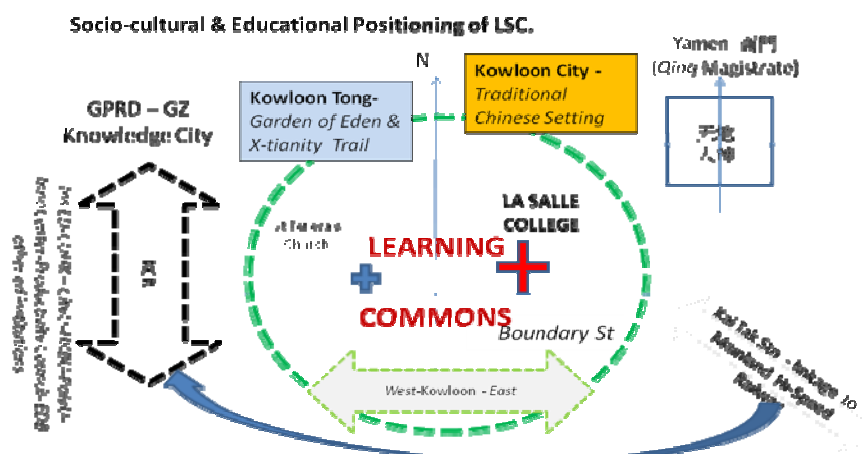 Socio-cultural & Educational Positioning of LSC.
Yamen 衙門
(Qing Magistrate)
N
Kowloon City -
Traditional
Chinese Setting
Kowloon Tong-
Garden of Eden &
X-tianity Trail
GPRD – GZ
Knowledge City
天地
人神
LA SALLE
COLLEGE
Church
LEARNING
COMMONS
Boundary St
KCR
West-Kowloon - East
Kai Tak Stn - linkage to
Mainland Hi-Speed
Railway